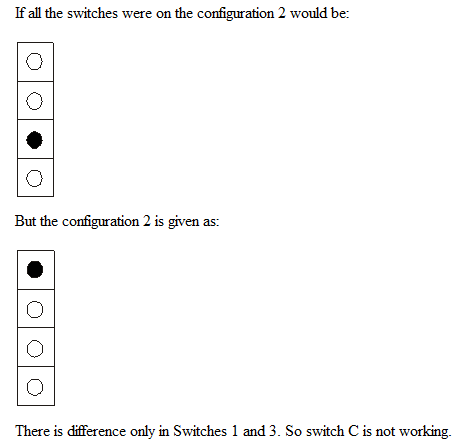 If all the switches were on the configuration 2 would be:
But the configuration 2 is given as:
There is difference only in Switches 1 and 3. So switch C is not working.